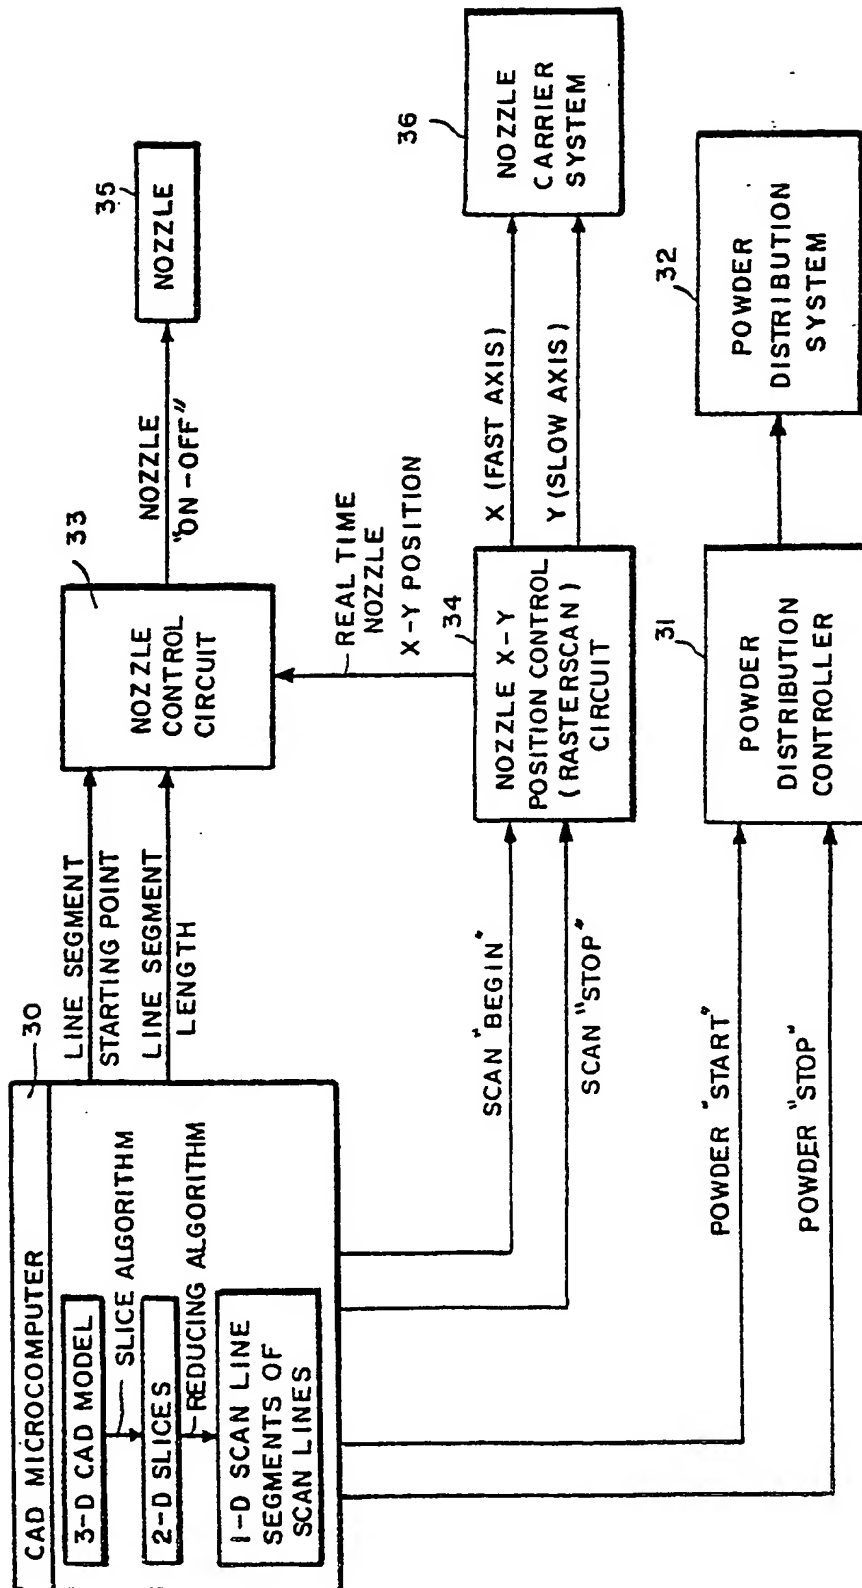 CAD MICROCOMPUTER
30
3-D CAD MODEL
SLICE ALGORITHM
2-D SLICES
REDUCING ALGORITHM
1-D SCAN LINE
SEGMENTS OF
SCAN LINES
LINE SEGMENT
STARTING POINT
LINE SEGMENT
LENGTH
33
NOZZLE
CONTROL
CIRCUIT
NOZZLE
"ON-OFF"
35
NOZZLE
REAL TIME
NOZZLE
X-Y POSITION
SCAN "BEGIN"
SCAN "STOP"
34
NOZZLE X-Y
POSITION CONTROL
(RASTERSCAN)
CIRCUIT
X (FAST AXIS)
Y (SLOW AXIS)
36
NOZZLE
CARRIER
SYSTEM
POWDER "START"
POWDER "STOP"
31
POWDER
DISTRIBUTION
CONTROLLER
32
POWDER
DISTRIBUTION
SYSTEM